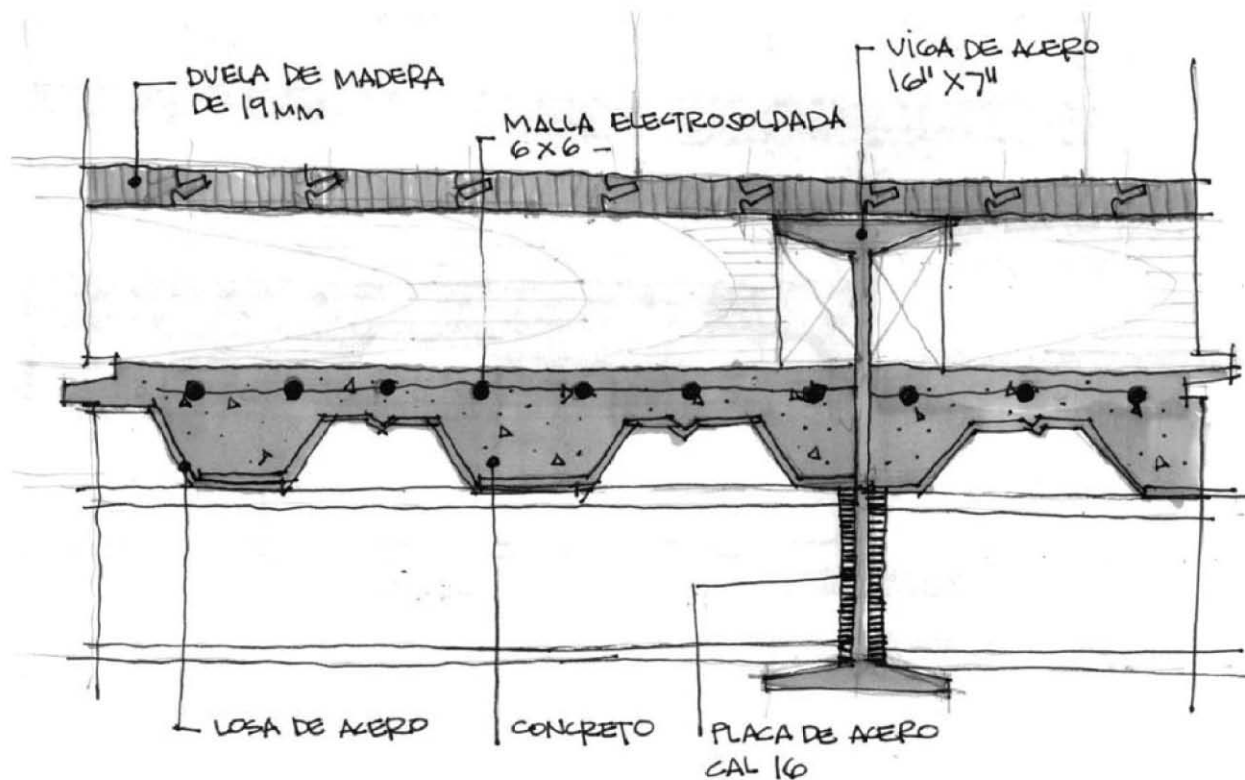 VIGA DE ACERO
16" X7"
DUELA DE MADERA
DE 19MM
MALLA ELECTROSOLDADA
6X6 -
LOSA DE ACERO
CONCRETO
PLACA DE ACERO
CAL 16